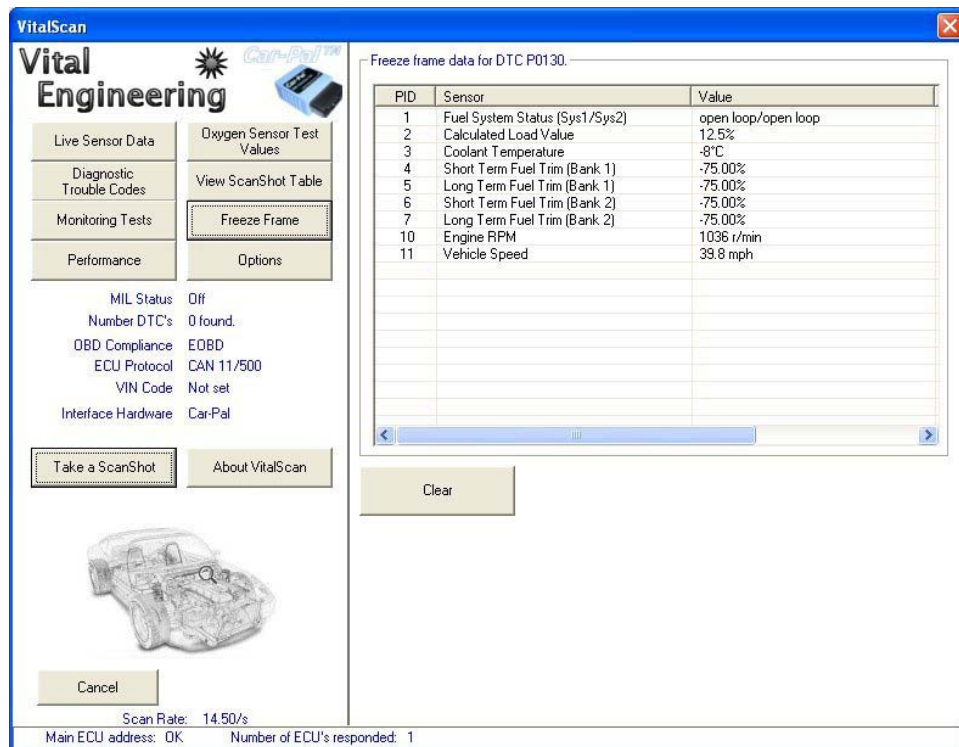 VitalScan
Vital
Engineering
Car-Pal™
Live Sensor Data
Oxygen Sensor Test
Values
Diagnostic
Trouble Codes
View ScanShot Table
Monitoring Tests
Freeze Frame
Performance
Options
MIL Status Off
Number DTC's 0 found.
OBD Compliance EOBD
ECU Protocol CAN 11/500
VIN Code Not set
Interface Hardware Car-Pal
Take a ScanShot
About VitalScan
Cancel
Scan Rate: 14.50/s
Freeze frame data for DTC P0130.
PID Sensor Value
1 Fuel System Status (Sys1/Sys2) open loop/open loop
2 Calculated Load Value 12.5%
3 Coolant Temperature -8°C
4 Short Term Fuel Trim (Bank 1) -75.00%
5 Long Term Fuel Trim (Bank 1) -75.00%
6 Short Term Fuel Trim (Bank 2) -75.00%
7 Long Term Fuel Trim (Bank 2) -75.00%
10 Engine RPM 1036 r/min
11 Vehicle Speed 39.8 mph
Clear
Main ECU address: OK Number of ECU's responded: 1